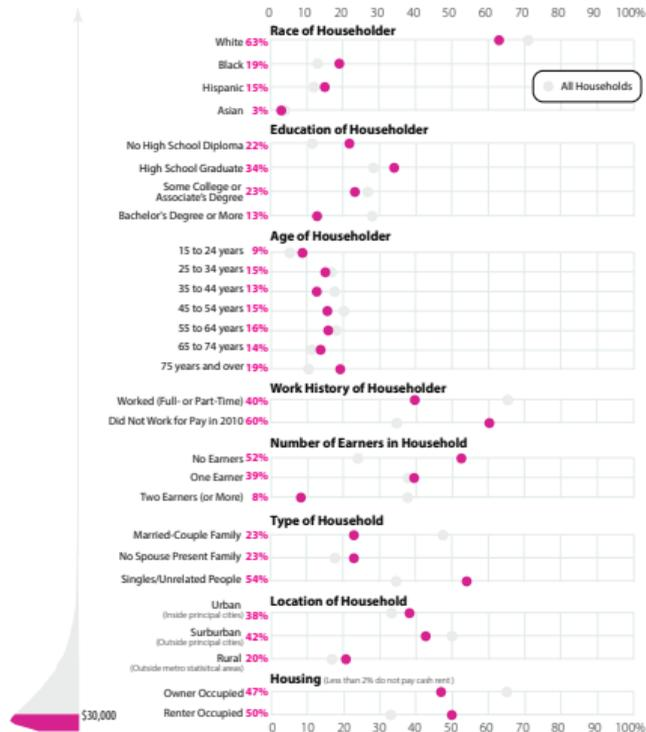 0 10 20 30 40 50 60 70 80 90 100%
Race of Householder
White 63%
Black 19%
All Households
Hispanic 15%
Asian 3%
Education of Householder
No High School Diploma 22%
High School Graduate 34%
Some College or
Associate's Degree 23%
Bachelor's Degree or More 13%
Age of Householder
15 to 24 years 9%
25 to 34 years 15%
35 to 44 years 13%
45 to 54 years 15%
55 to 64 years 16%
65 to 74 years 14%
75 years and over 19%
Work History of Householder
Worked (Full- or Part-Time) 40%
Did Not Work for Pay in 2010 60%
Number of Earners in Household
No Earners 52%
One Earner 39%
Two Earners (or More) 8%
Type of Household
Married-Couple Family 23%
No Spouse Present Family 23%
Singles/Unrelated People 54%
Location of Household
Urban
(Inside principal cities) 38%
Surburban
(Outside principal cities) 42%
Rural 20%
(Outside metro statisitcal areas)
Housing (Less than 2% do not pay cash rent)
Owner Occupied 47%
$30,000
Renter Occupied 50%
0 10 20 30 40 50 60 70 80 90 100%